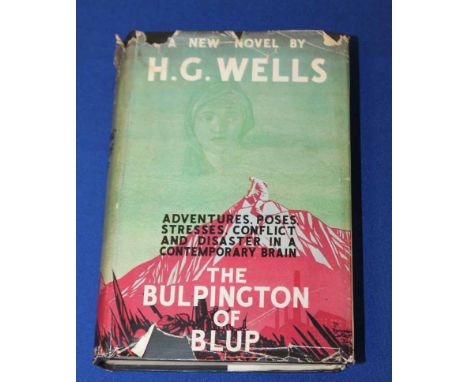 A NEW NOVEL BY
H.G. WELLS
ADVENTURES, POSES,
STRESSES, CONFLICT
AND DISASTER IN A
CONTEMPORARY BRAIN
THE
BULPINGTON
OF
BLUP